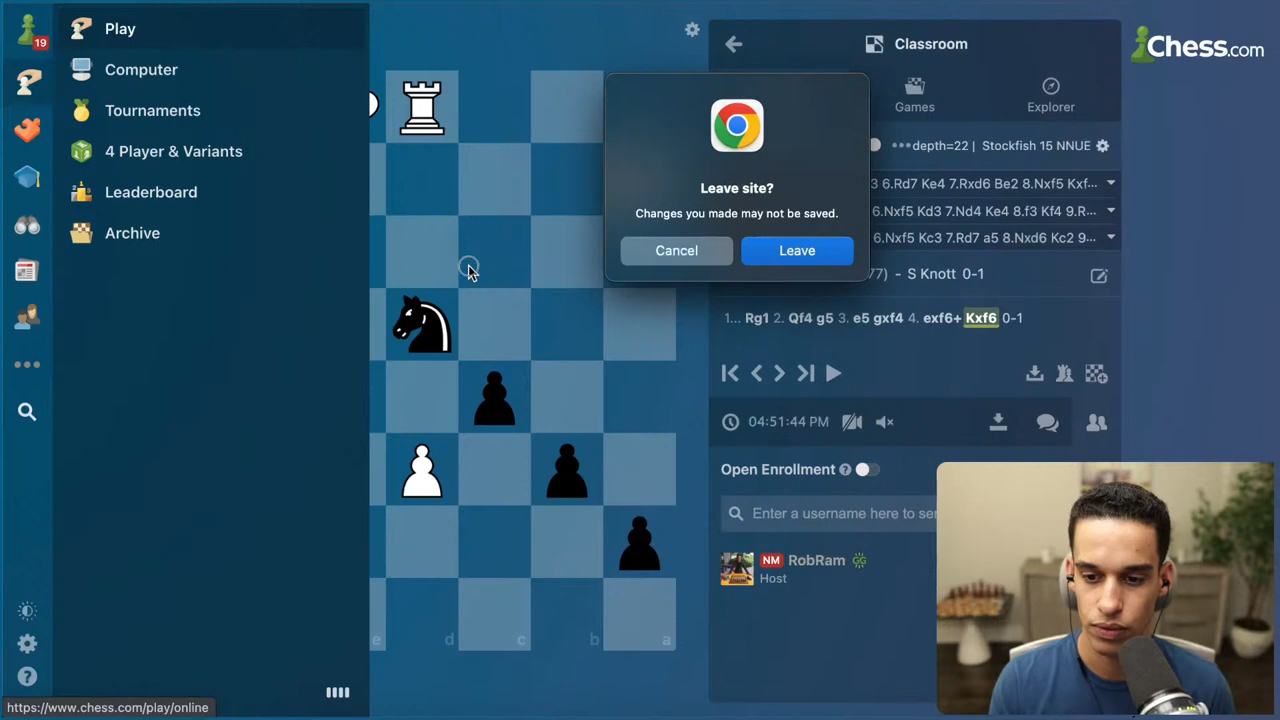 19
Play
Computer
Tournaments
4 Player & Variants
Leaderboard
Archive
Classroom
Chess.com
Games
Explorer
Leave site?
Changes you made may not be saved.
Cancel
Leave
•••depth=22 | Stockfish 15 NNUE
3 6.Rd7 Ke4 7.Rxd6 Be2 8.Nxf5 Kxf...
6.Nxf5 Kd3 7.Nd4 Ke4 8.f3 Kf4 9.R...
6.Nxf5 Kc3 7.Rd7 a5 8.Nxd6 Kc2 9...
77) - S Knott 0-1
1... Rg1 2. Qf4 g5 3. e5 gxf4 4. exf6+ Kxf6 0-1
04:51:44 PM
Open Enrollment ?
Enter a username here to se
NM RobRam GG
Host
e d c b a
https://www.chess.com/play/online